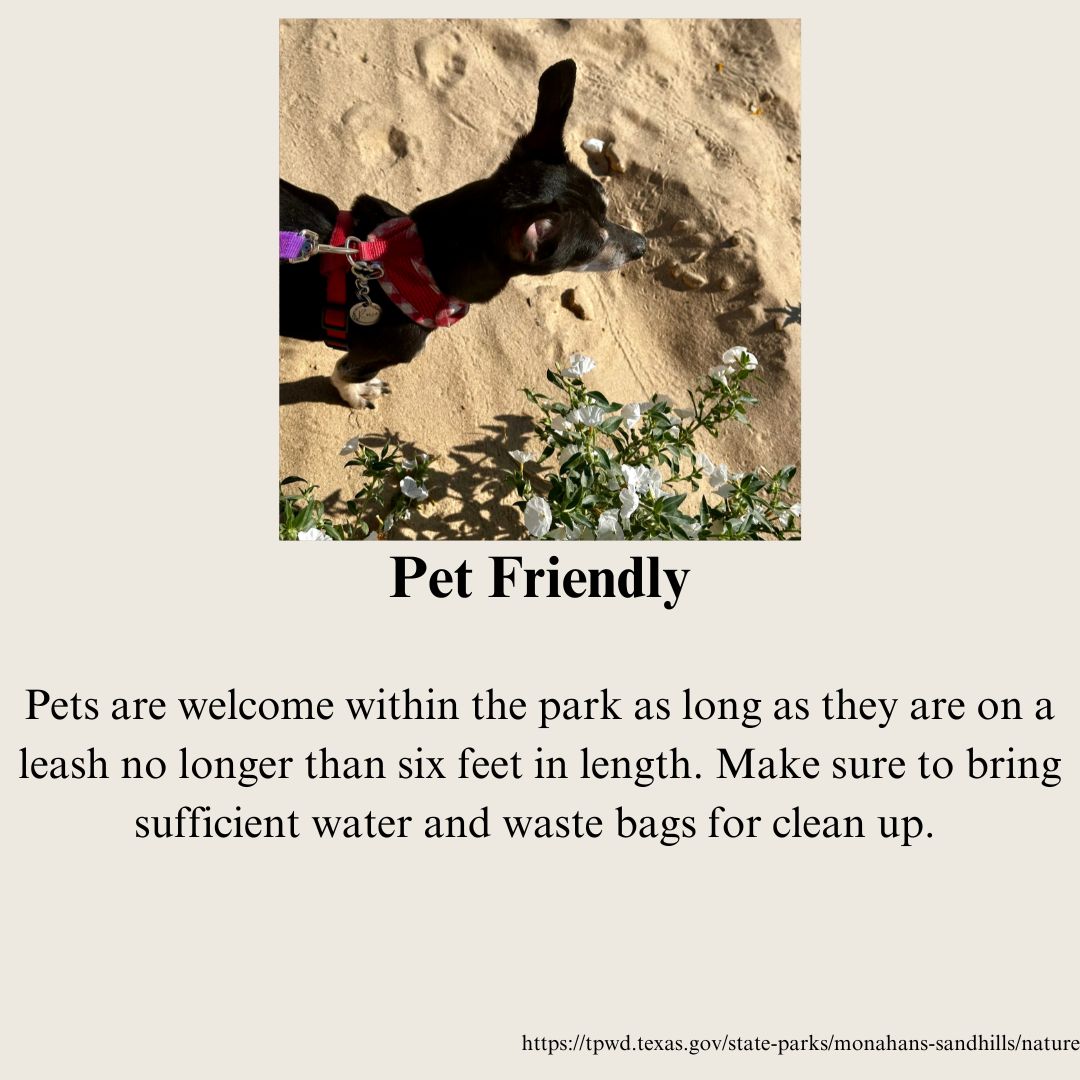 Pet Friendly
Pets are welcome within the park as long as they are on a
leash no longer than six feet in length. Make sure to bring
sufficient water and waste bags for clean up.
https://tpwd.texas.gov/state-parks/monahans-sandhills/nature